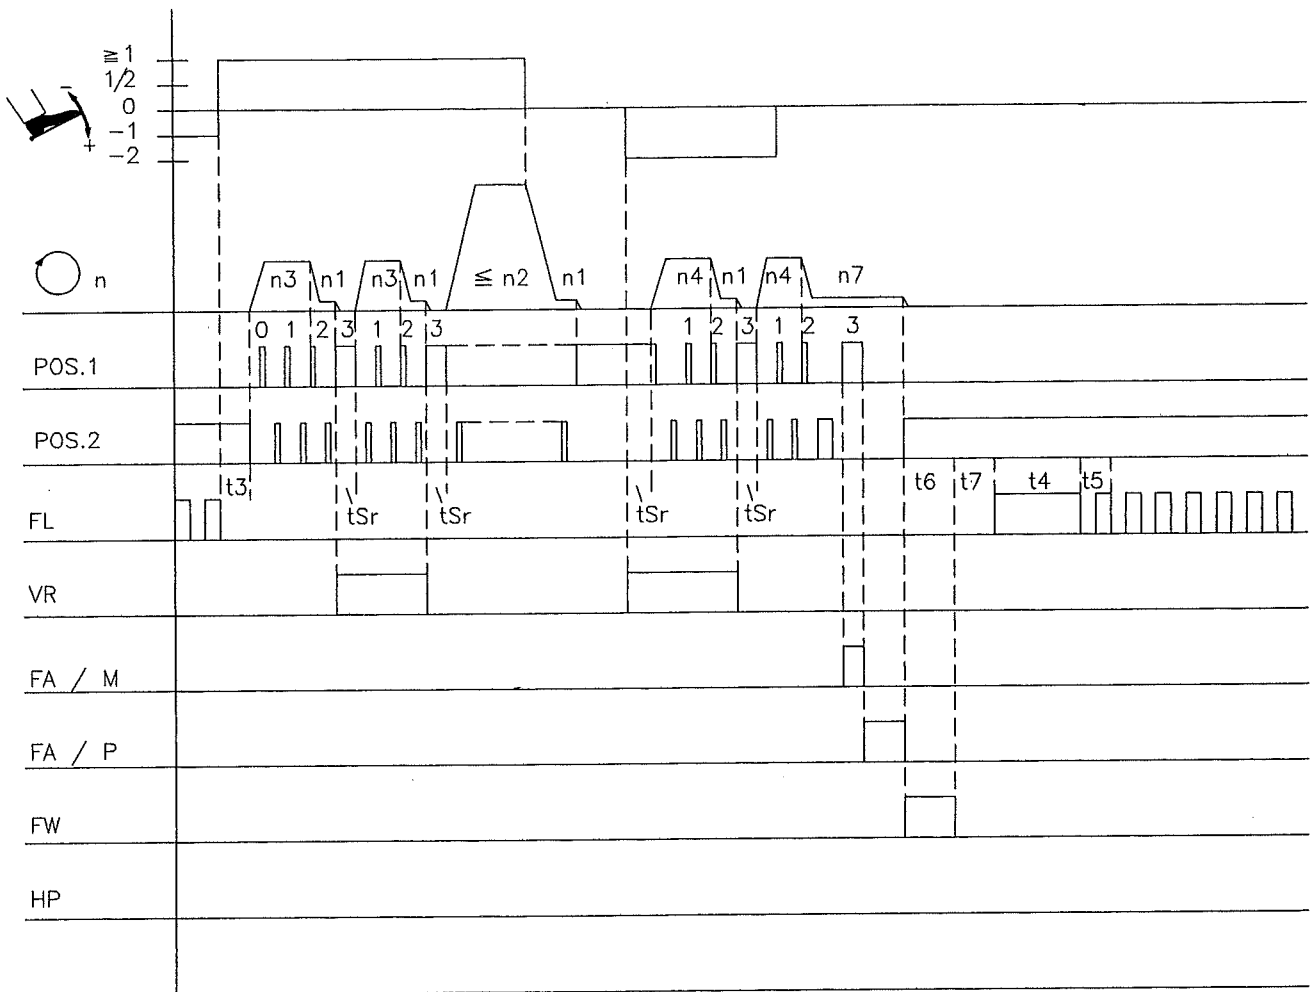 ≧ 1
1/2
0
−1
−2
−
+
n
n3 n1 n3 n1 ≦ n2 n1 n4 n1 n4 n7
0 1 2 3 1 2 3 1 2 3 1 2 3
POS.1
POS.2
t3 t6 t7 t4 t5
FL tSr tSr tSr tSr
VR
FA / M
FA / P
FW
HP